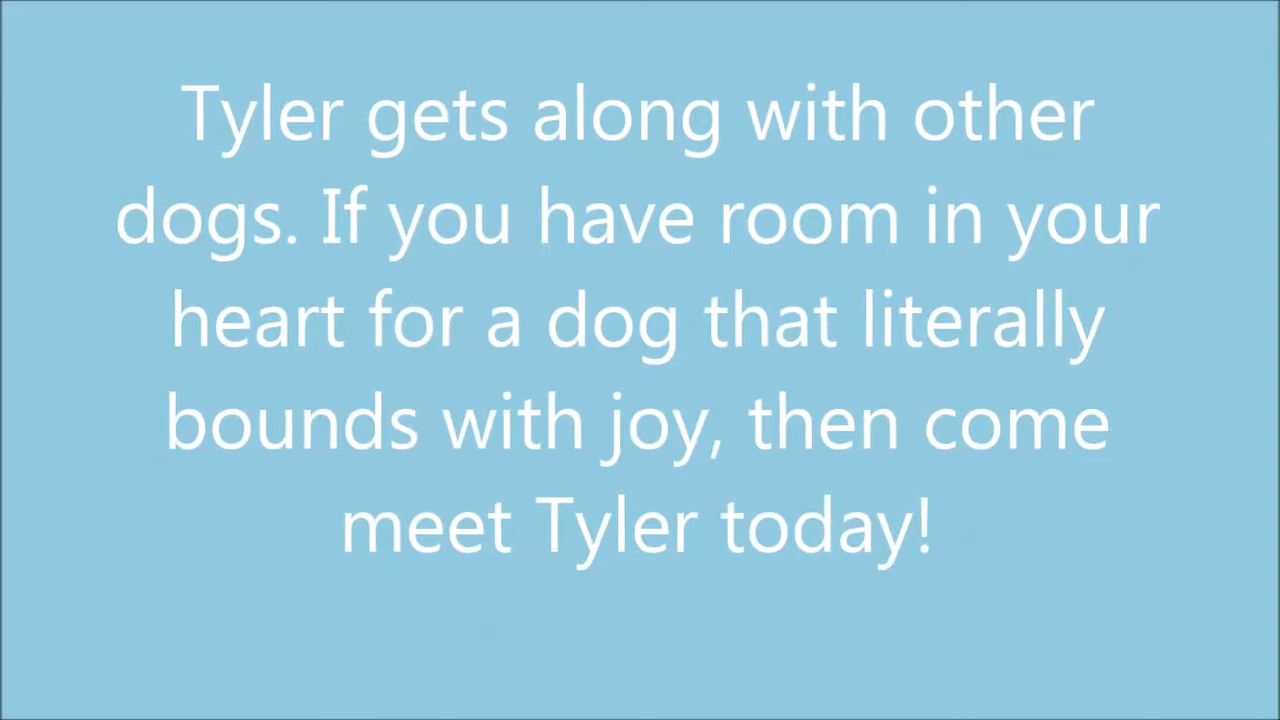 Tyler gets along with other
dogs. If you have room in your
heart for a dog that literally
bounds with joy, then come
meet Tyler today!